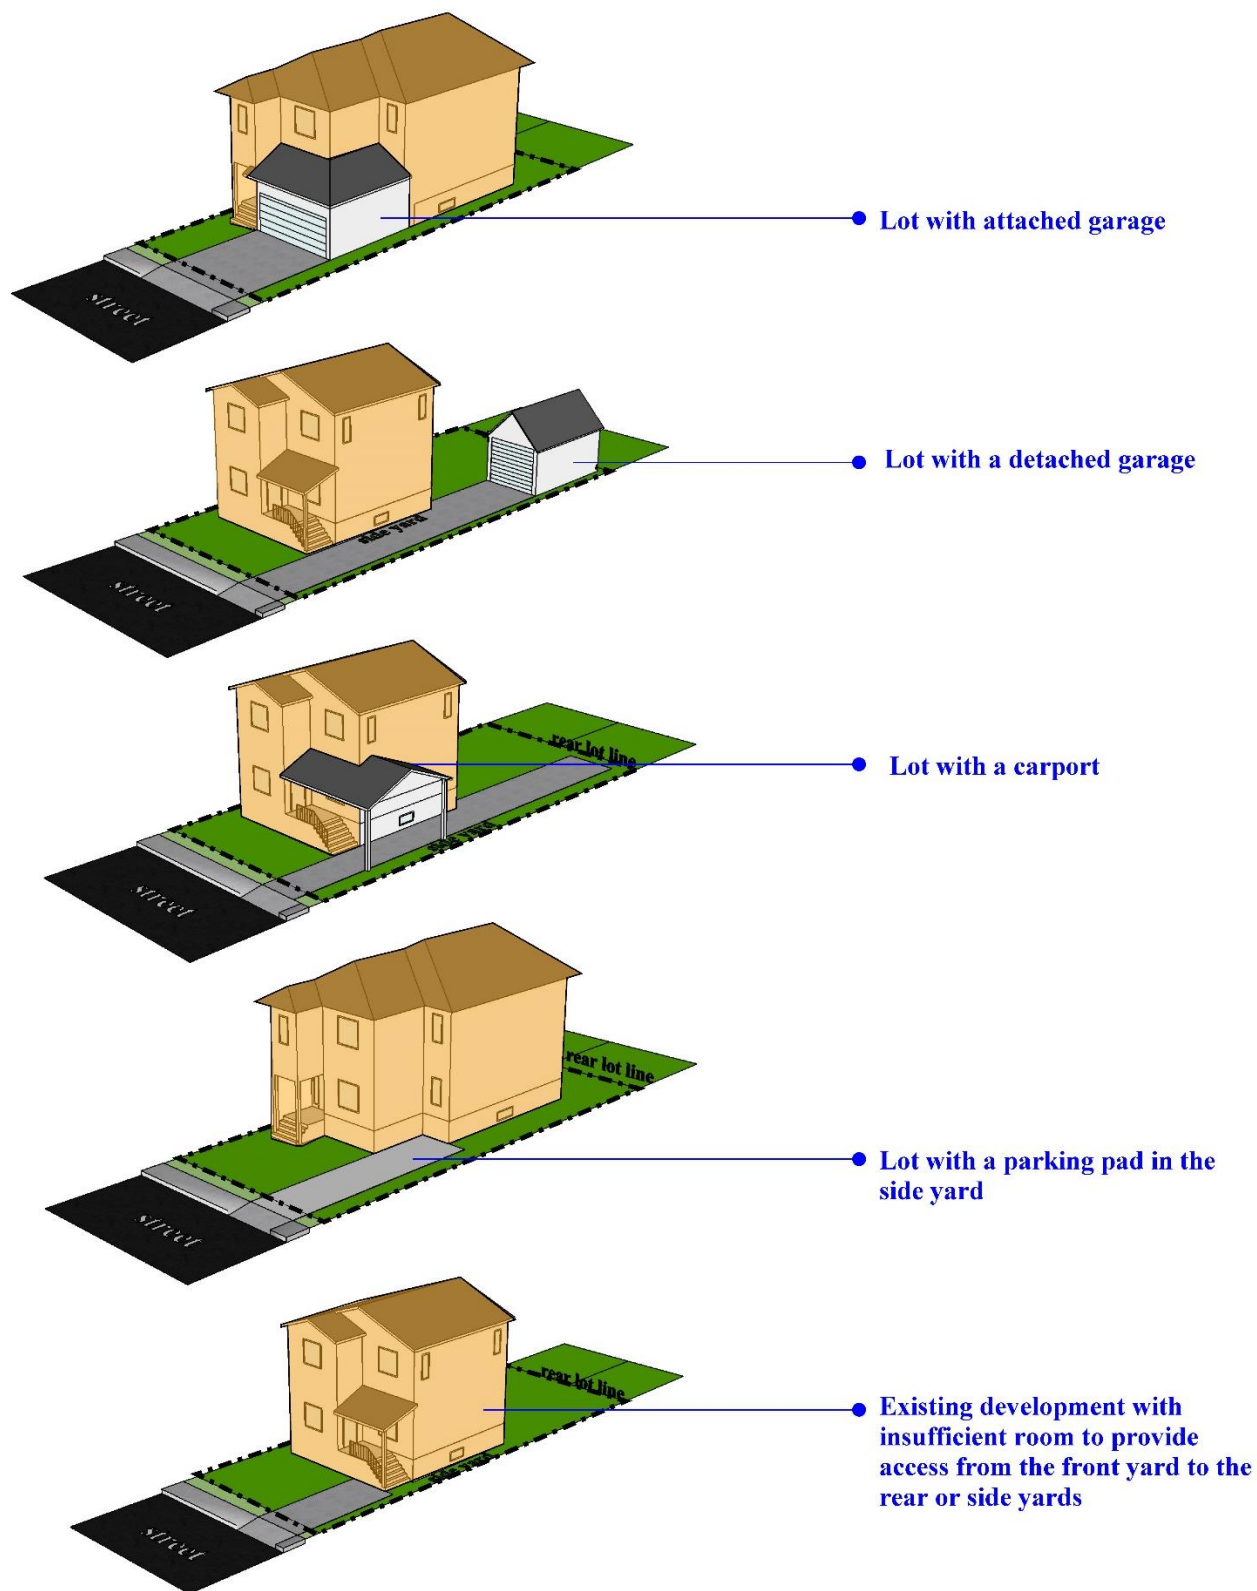 Lot with attached garage
street
Lot with a detached garage
side yard
street
rear lot line
Lot with a carport
side yard
street
rear lot line
Lot with a parking pad in the
side yard
street
rear lot line
Existing development with
insufficient room to provide
access from the front yard to the
rear or side yards
side yard
street